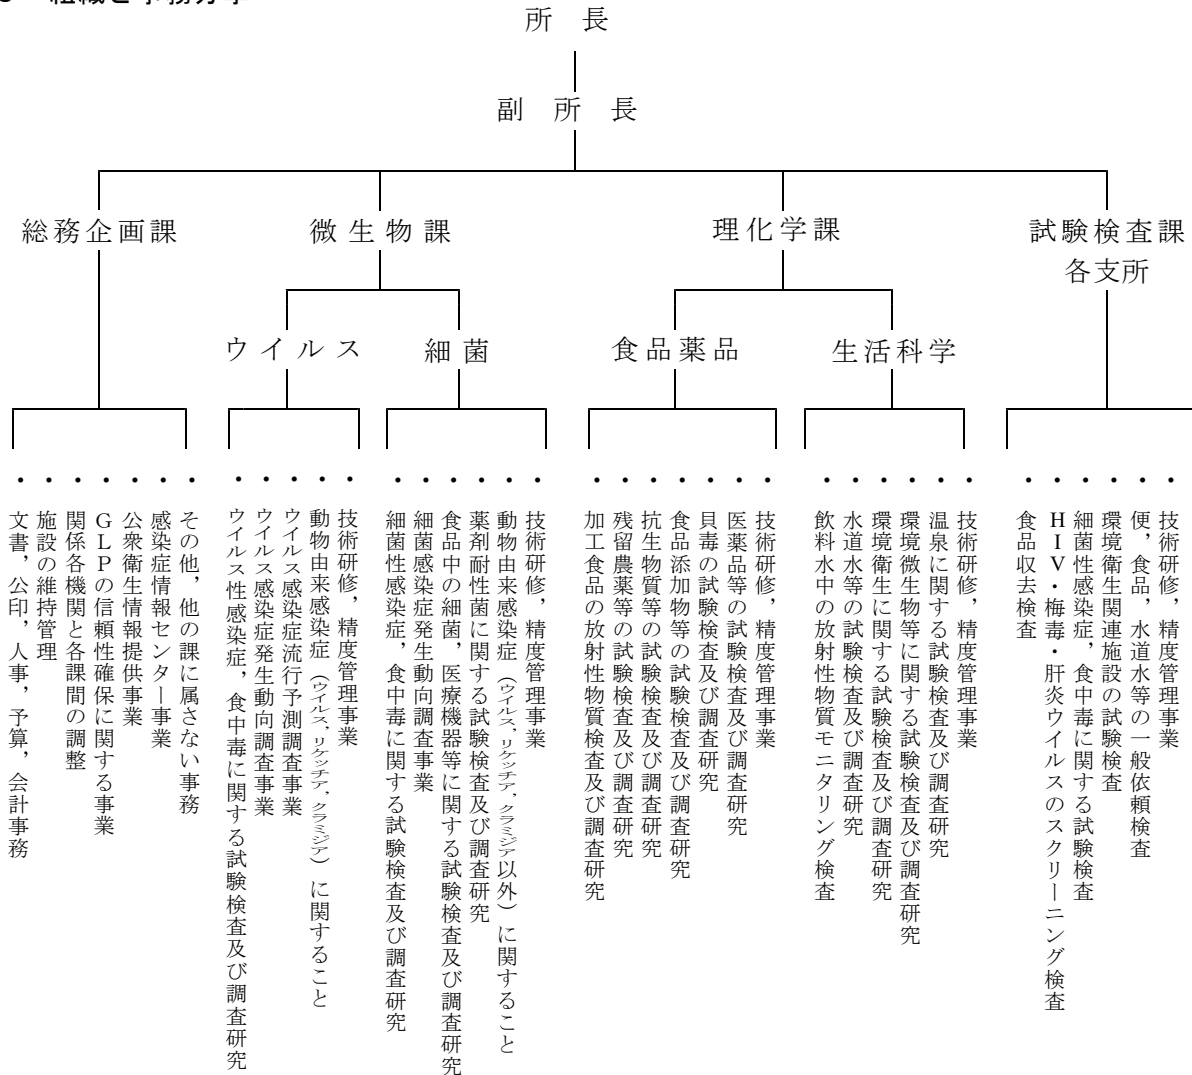 組織と事務分掌
所長
副所長
総務企画課
微生物課
理化学課
試験検査課
各支所
ウイルス
細菌
食品薬品
生活科学
・文書，公印，人事，予算，会計事務
・施設の維持管理
・関係各機関と各課間の調整
・ＧＬＰの信頼性確保に関する事業
・公衆衛生情報提供事業
・感染症情報センター事業
・その他，他の課に属さない事務
・ウイルス性感染症，食中毒に関する試験検査及び調査研究
・ウイルス感染症発生動向調査事業
・ウイルス感染症流行予測調査事業
・動物由来感染症（ウイルス，リケッチア，クラミジア）に関すること
・技術研修，精度管理事業
・細菌性感染症，食中毒に関する試験検査及び調査研究
・細菌感染症発生動向調査事業
・食品中の細菌，医療機器等に関する試験検査及び調査研究
・薬剤耐性菌に関する試験検査及び調査研究
・動物由来感染症（ウイルス，リケッチア，クラミジア以外）に関すること
・技術研修，精度管理事業
・加工食品の放射性物質検査及び調査研究
・残留農薬等の試験検査及び調査研究
・抗生物質等の試験検査及び調査研究
・食品添加物等の試験検査及び調査研究
・貝毒の試験検査及び調査研究
・医薬品等の試験検査及び調査研究
・技術研修，精度管理事業
・飲料水中の放射性物質モニタリング検査
・水道水等の試験検査及び調査研究
・環境衛生に関する試験検査及び調査研究
・環境微生物等に関する試験検査及び調査研究
・温泉に関する試験検査及び調査研究
・技術研修，精度管理事業
・食品収去検査
・ＨＩＶ・梅毒・肝炎ウイルスのスクリーニング検査
・細菌性感染症，食中毒に関する試験検査
・環境衛生関連施設の試験検査
・便，食品，水道水等の一般依頼検査
・技術研修，精度管理事業